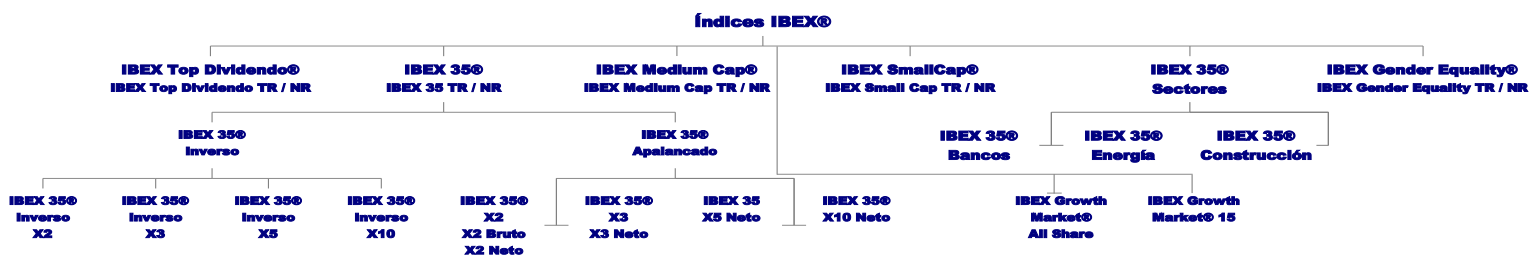 Índices IBEX®
IBEX Top Dividendo®
IBEX Top Dividendo TR / NR
IBEX 35®
IBEX 35 TR / NR
IBEX Medium Cap®
IBEX Medium Cap TR / NR
IBEX SmallCap®
IBEX Small Cap TR / NR
IBEX 35®
Sectores
IBEX Gender Equality®
IBEX Gender Equality TR / NR
IBEX 35®
Inverso
IBEX 35®
Apalancado
IBEX 35®
Bancos
IBEX 35®
Energía
IBEX 35®
Construcción
IBEX 35®
Inverso
X2
IBEX 35®
Inverso
X3
IBEX 35®
Inverso
X5
IBEX 35®
Inverso
X10
IBEX 35®
X2
X2 Bruto
X2 Neto
IBEX 35®
X3
X3 Neto
IBEX 35
X5 Neto
IBEX 35®
X10 Neto
IBEX Growth
Market®
All Share
IBEX Growth
Market® 15